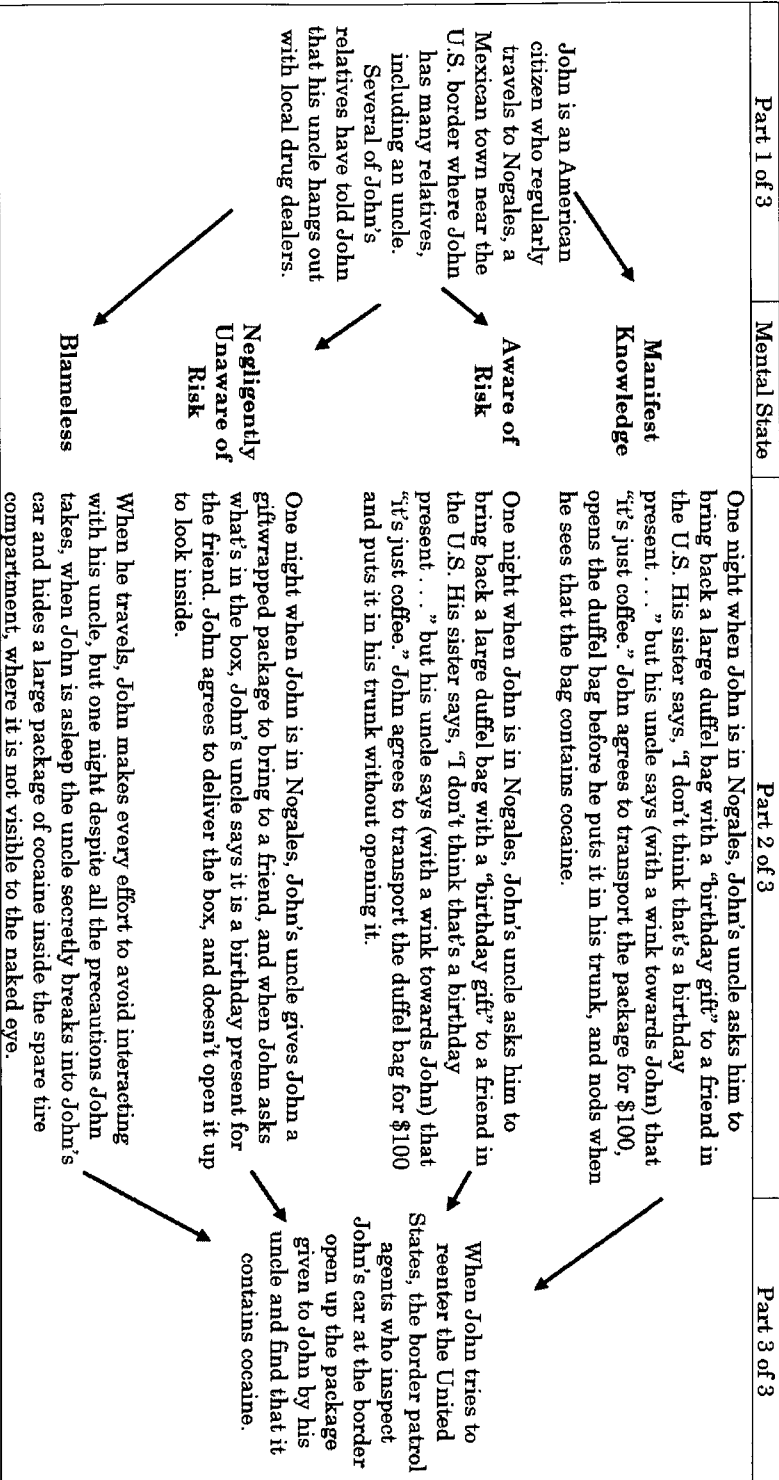 Part 1 of 3
Mental State
Part 2 of 3
Part 3 of 3
John is an American
citizen who regularly
travels to Nogales, a
Mexican town near the
U.S. border where John
has many relatives,
including an uncle.
Several of John's
relatives have told John
that his uncle hangs out
with local drug dealers.
Manifest
Knowledge
One night when John is in Nogales, John's uncle asks him to
bring back a large duffel bag with a "birthday gift" to a friend in
the U.S. His sister says, "I don't think that's a birthday
present . . . " but his uncle says (with a wink towards John) that
"it's just coffee." John agrees to transport the package for $100,
opens the duffel bag before he puts it in his trunk, and nods when
he sees that the bag contains cocaine.
Aware of
Risk
One night when John is in Nogales, John's uncle asks him to
bring back a large duffel bag with a "birthday gift" to a friend in
the U.S. His sister says, "I don't think that's a birthday
present . . . " but his uncle says (with a wink towards John) that
"it's just coffee." John agrees to transport the duffel bag for $100
and puts it in his trunk without opening it.
Negligently
Unaware of
Risk
One night when John is in Nogales, John's uncle gives John a
giftwrapped package to bring to a friend, and when John asks
what's in the box, John's uncle says it is a birthday present for
the friend. John agrees to deliver the box, and doesn't open it up
to look inside.
Blameless
When he travels, John makes every effort to avoid interacting
with his uncle, but one night despite all the precautions John
takes, when John is asleep the uncle secretly breaks into John's
car and hides a large package of cocaine inside the spare tire
compartment, where it is not visible to the naked eye.
When John tries to
reenter the United
States, the border patrol
agents who inspect
John's car at the border
open up the package
given to John by his
uncle and find that it
contains cocaine.